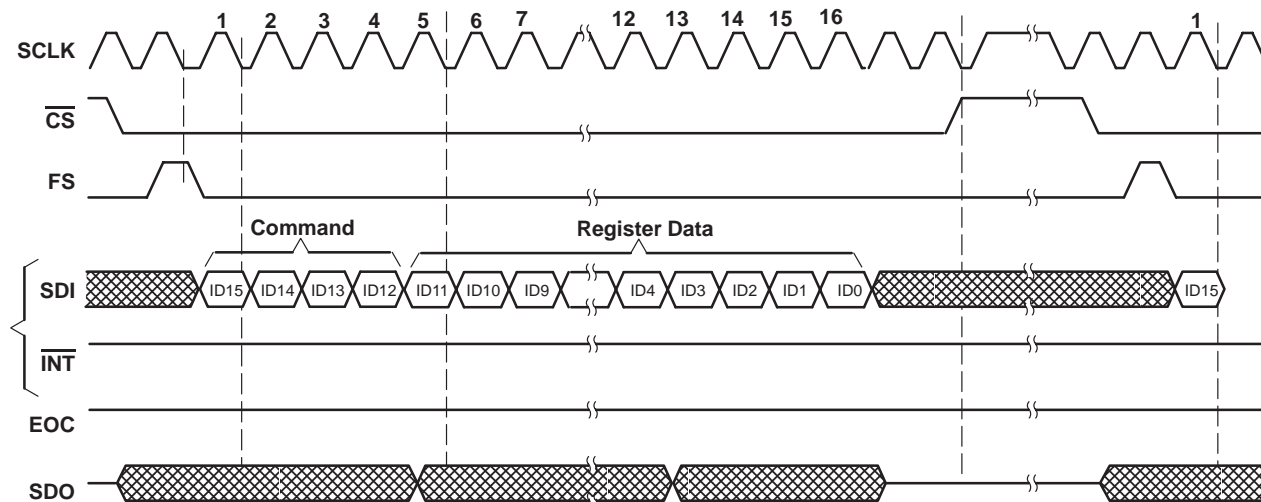 1 2 3 4 5 6 7 12 13 14 15 16 1
SCLK
CS
FS
Command Register Data
SDI ID15 ID14 ID13 ID12 ID11 ID10 ID9 ID4 ID3 ID2 ID1 ID0 ID15
INT
EOC
SDO